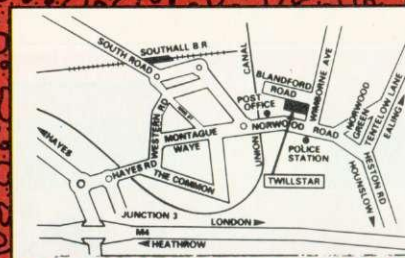 SOUTH ROAD
SOUTHALL B R
CANAL
BLANDFORD
ROAD
WIMBORNE AVE
POST
OFFICE
NORWOOD ROAD
NORWOOD
GREEN
TENTELOW LANE
EALING
WESTERN RD
MONTAGUE
WAYE
UNION
POLICE
STATION
HESTON RD
HOUNSLOW
HAYES
HAYES RD
THE COMMON
TWILLSTAR
JUNCTION 3
LONDON
M4
HEATHROW